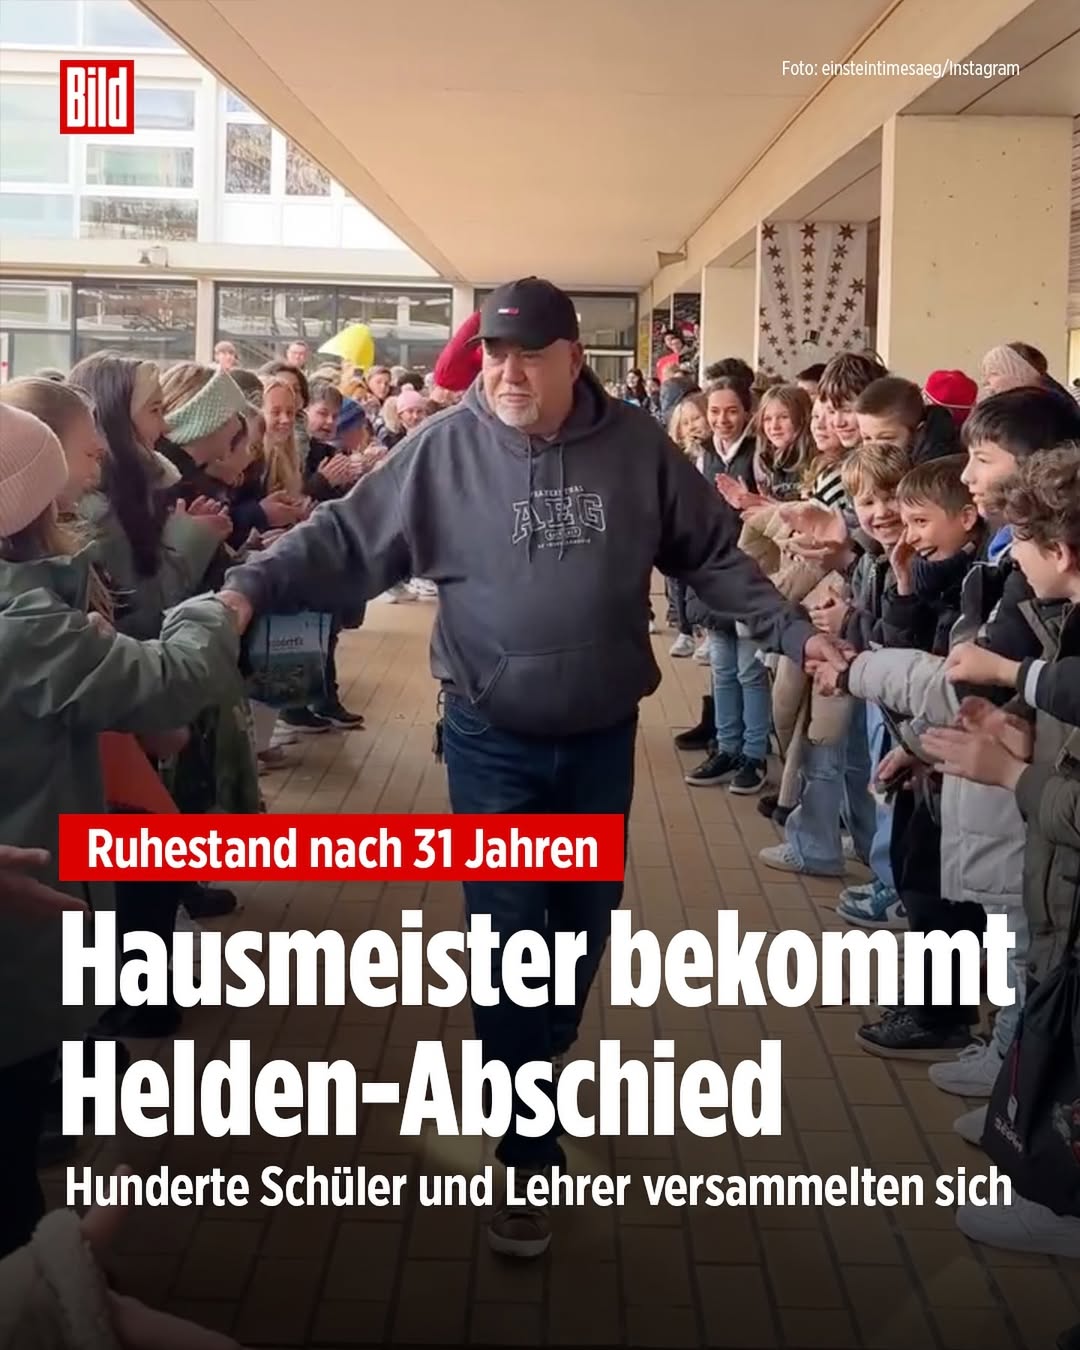 Bild
Foto: einsteintimesaeg/Instagram
AEG
Ruhestand nach 31 Jahren
Hausmeister bekommt
Helden-Abschied
Hunderte Schüler und Lehrer versammelten sich